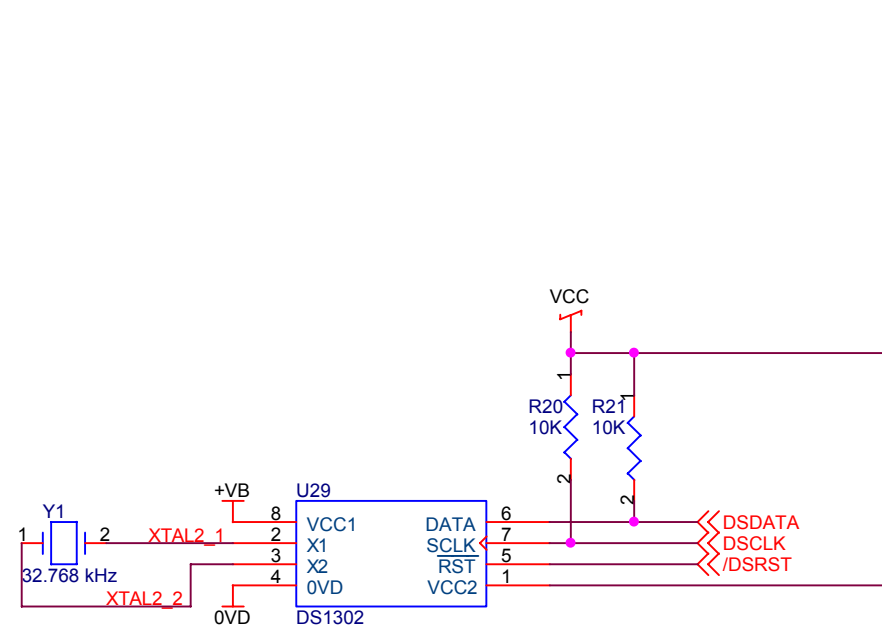 VCC
1
1
R20
R21
10K
10K
2
2
+VB
U29
Y1
8
VCC1
DATA
6
DSDATA
1
2
XTAL2_1
2
X1
SCLK
7
DSCLK
3
X2
RST
5
/DSRST
32.768 kHz
4
0VD
VCC2
1
XTAL2_2
0VD
DS1302